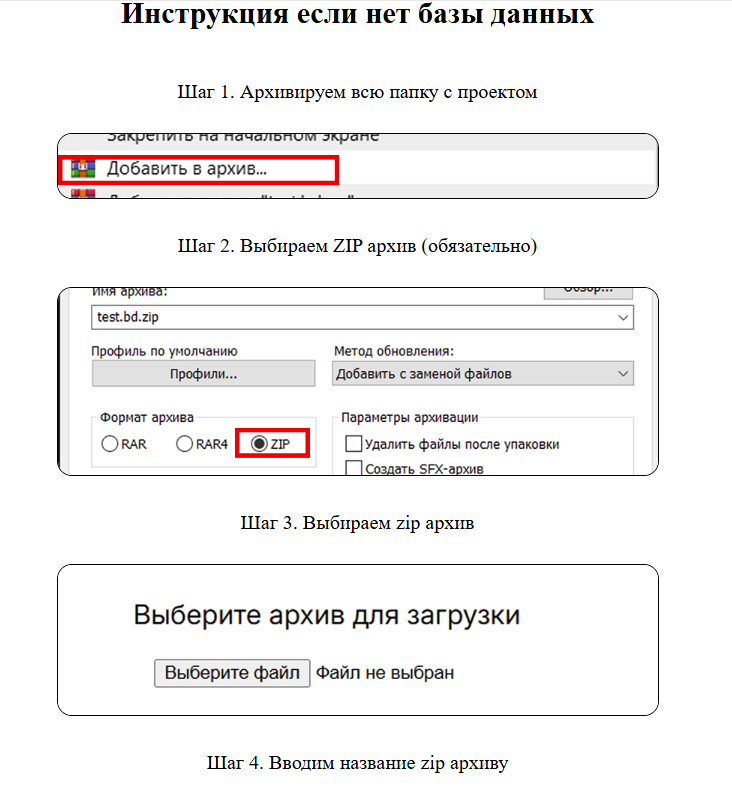 Инструкция если нет базы данных
Шаг 1. Архивируем всю папку с проектом
Закрепить на начальном экране
Добавить в архив...
Шаг 2. Выбираем ZIP архив (обязательно)
Имя архива:
Обзор...
test.bd.zip
Профиль по умолчанию
Метод обновления:
Профили...
Добавить с заменой файлов
Формат архива
Параметры архивации
RAR RAR4 ZIP
Удалить файлы после упаковки
Создать SFX-архив
Шаг 3. Выбираем zip архив
Выберите архив для загрузки
Выберите файл Файл не выбран
Шаг 4. Вводим название zip архиву